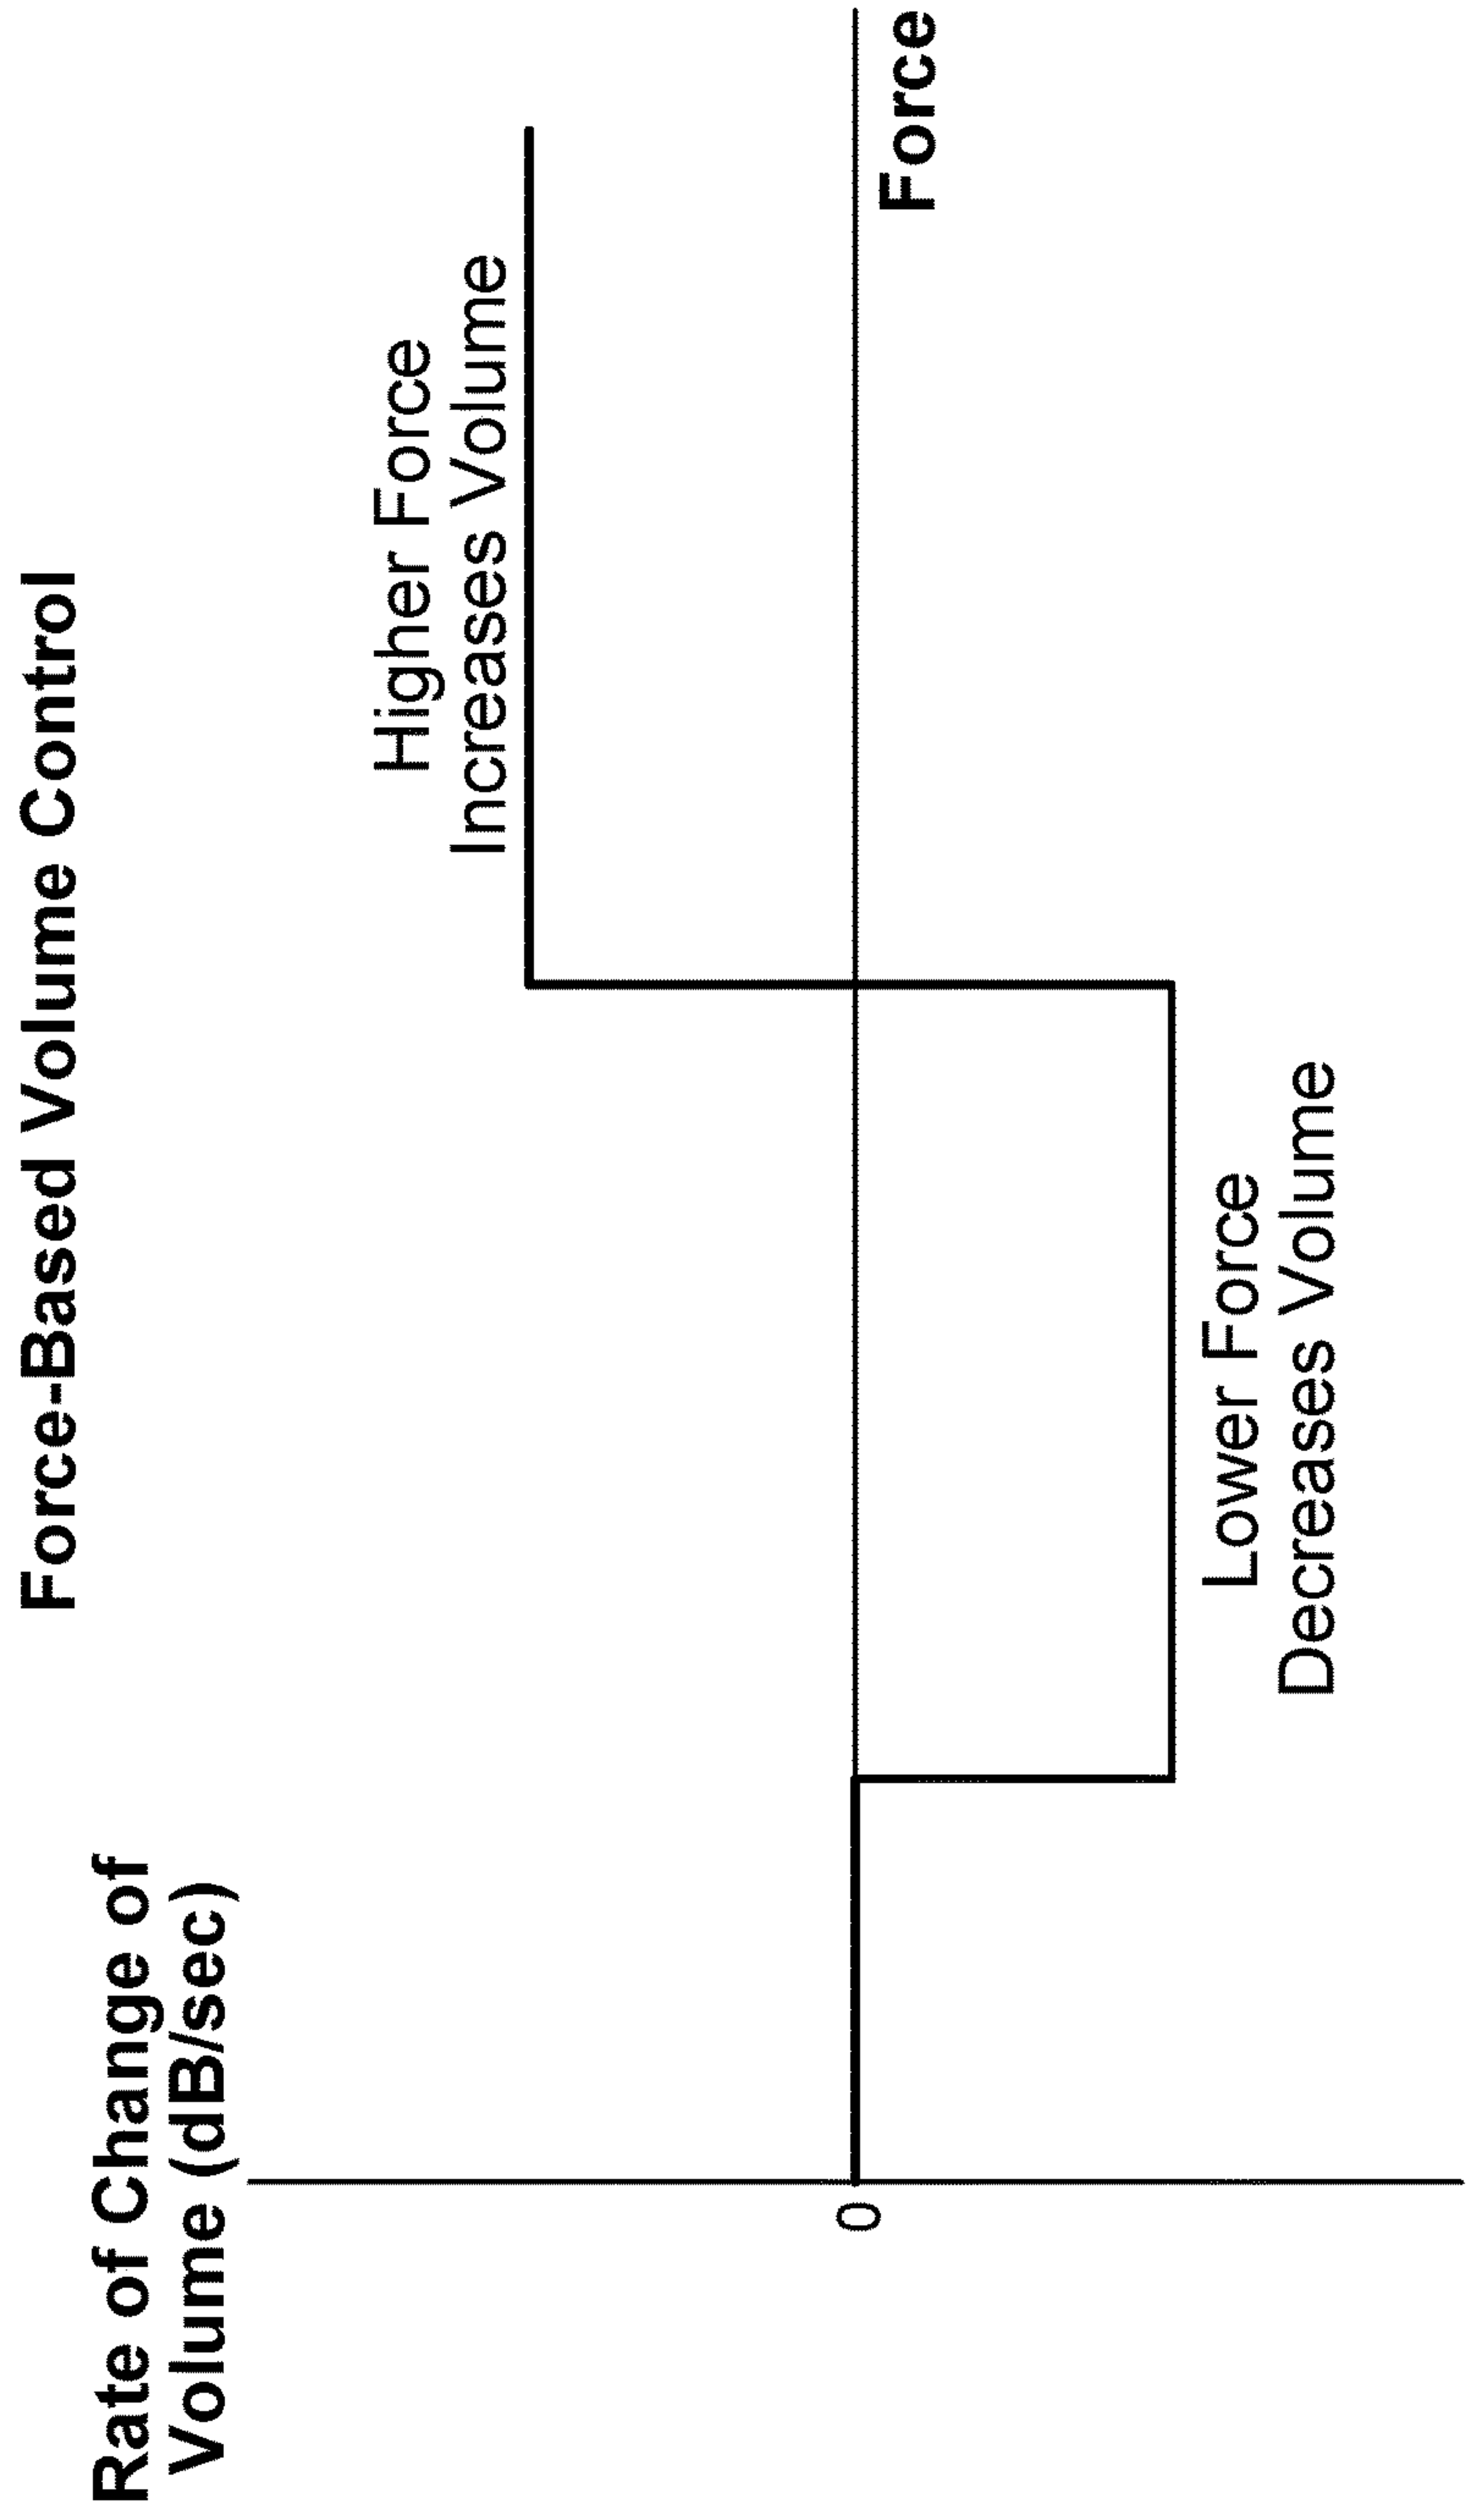 Force-Based Volume Control
Rate of Change of
Volume (dB/sec)
Higher Force
Increases Volume
0
Force
Lower Force
Decreases Volume